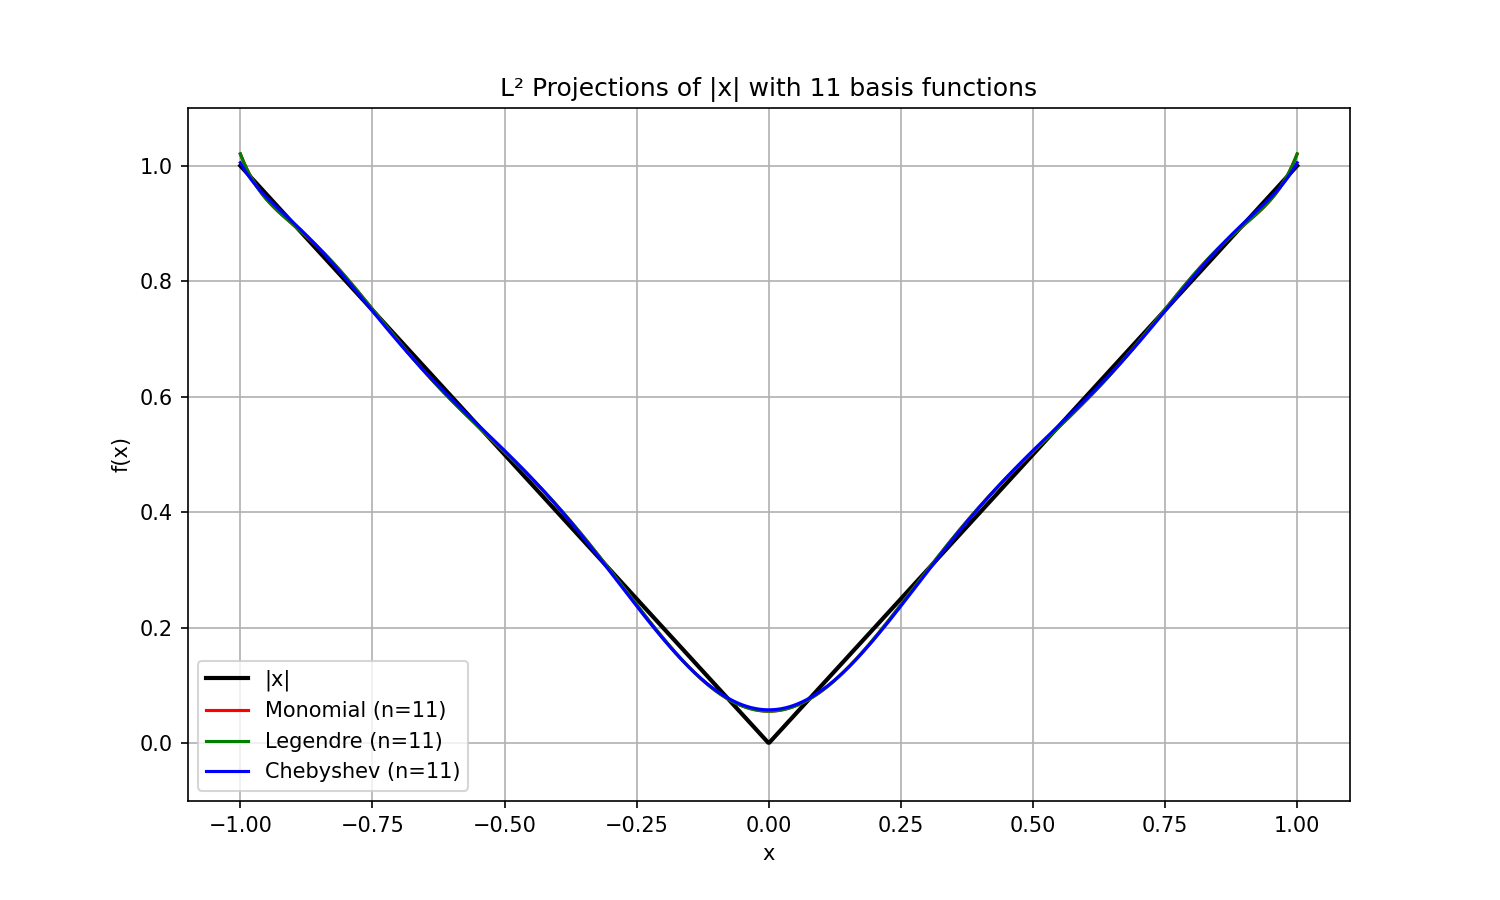 L² Projections of |x| with 11 basis functions
f(x)
1.0
0.8
0.6
0.4
0.2
0.0
|x|
Monomial (n=11)
Legendre (n=11)
Chebyshev (n=11)
−1.00 −0.75 −0.50 −0.25 0.00 0.25 0.50 0.75 1.00
x